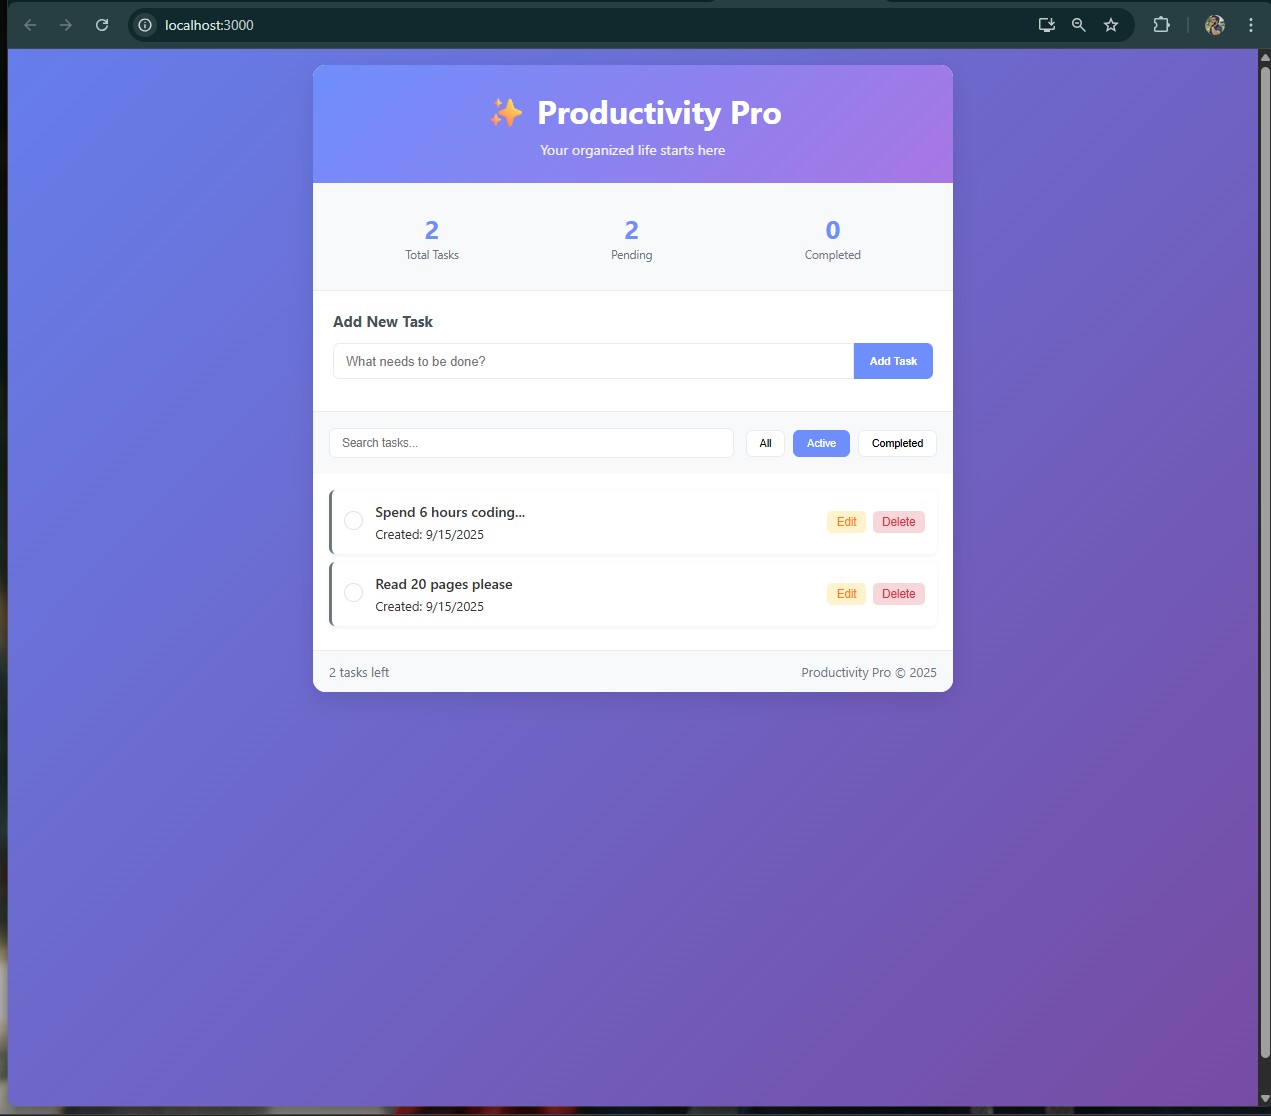 localhost:3000
✨ Productivity Pro
Your organized life starts here
2 2 0
Total Tasks Pending Completed
Add New Task
What needs to be done? Add Task
Search tasks... All Active Completed
Spend 6 hours coding...
Created: 9/15/2025
Edit Delete
Read 20 pages please
Created: 9/15/2025
Edit Delete
2 tasks left Productivity Pro © 2025